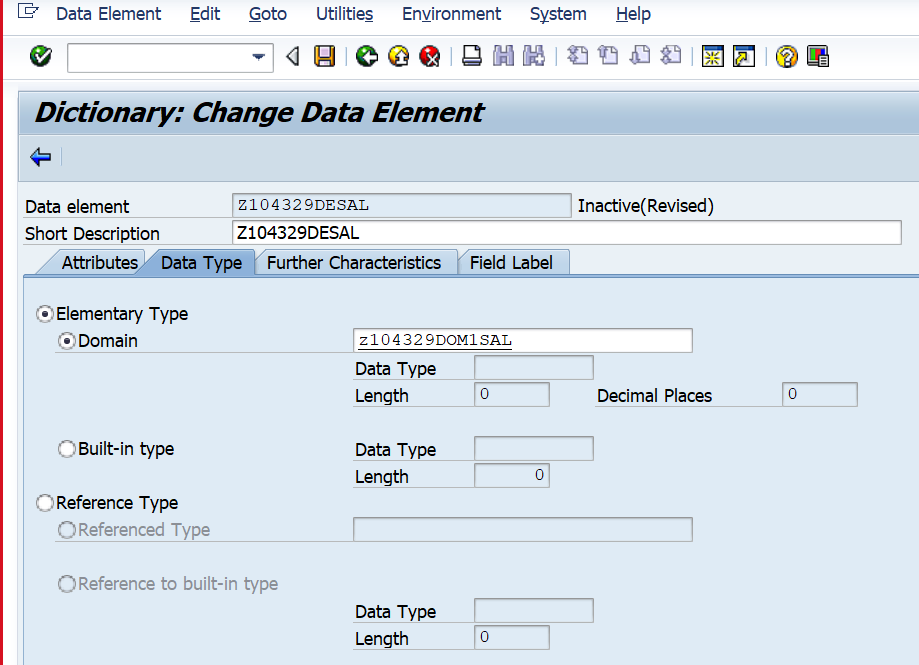 Data Element Edit Goto Utilities Environment System Help
Dictionary: Change Data Element
Data element Z104329DESAL Inactive(Revised)
Short Description Z104329DESAL
Attributes Data Type Further Characteristics Field Label
Elementary Type
Domain z104329DOM1SAL
Data Type
Length 0 Decimal Places 0
Built-in type Data Type
Length 0
Reference Type
Referenced Type
Reference to built-in type
Data Type
Length 0